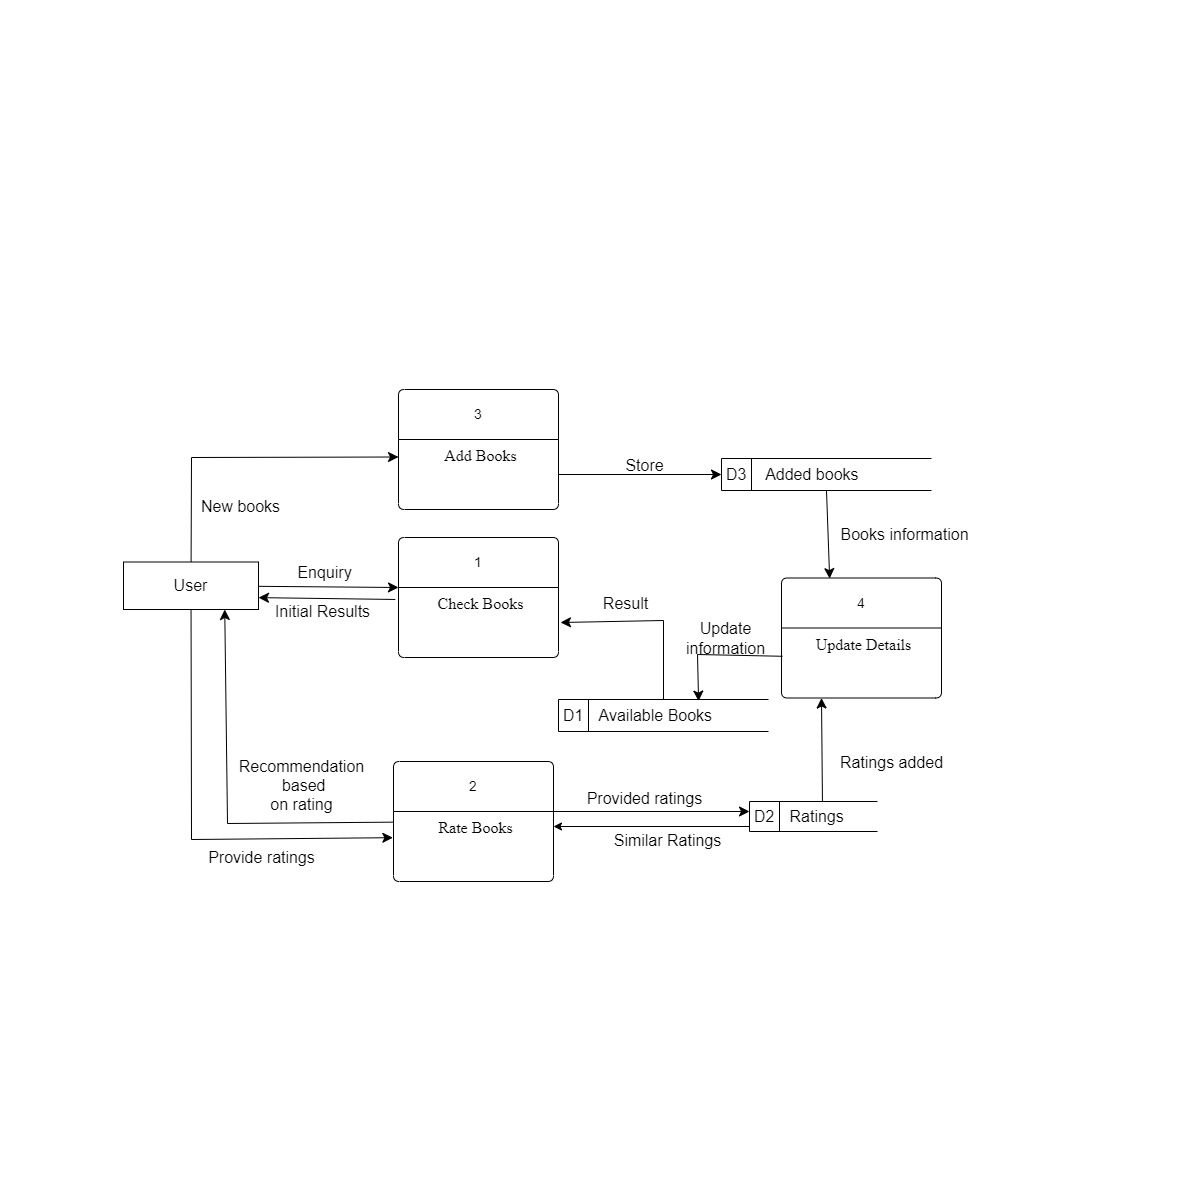 3
Add Books
Store
D3
Added books
New books
Books information
1
Check Books
User
Enquiry
Initial Results
Result
4
Update Details
Update
information
D1
Available Books
Recommendation
based
on rating
2
Rate Books
Provided ratings
Similar Ratings
Ratings added
D2
Ratings
Provide ratings